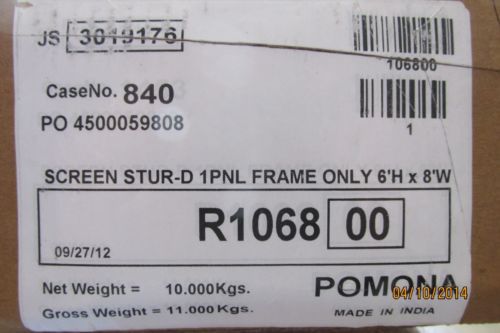 JS 3019176
106800
CaseNo. 840
PO 4500059808
1
SCREEN STUR-D 1PNL FRAME ONLY 6'H x 8'W
R1068 00
09/27/12
Net Weight = 10.000Kgs.
Gross Weight = 11.000Kgs.
POMONA
MADE IN INDIA
04/10/2014